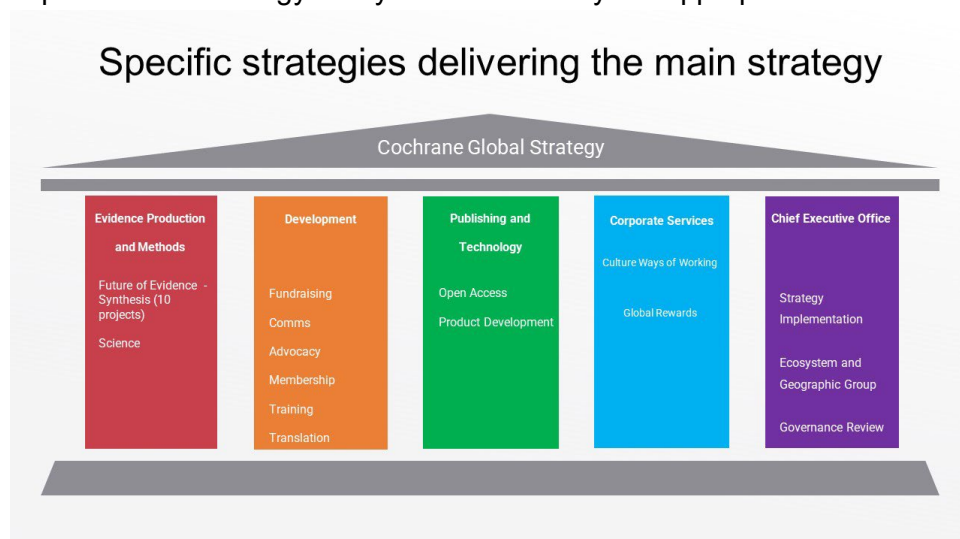 Specific strategies delivering the main strategy
Cochrane Global Strategy
Evidence Production
and Methods
Future of Evidence -
Synthesis (10
projects)
Science
Development
Fundraising
Comms
Advocacy
Membership
Training
Translation
Publishing and
Technology
Open Access
Product Development
Corporate Services
Culture Ways of Working
Global Rewards
Chief Executive Office
Strategy
Implementation
Ecosystem and
Geographic Group
Governance Review